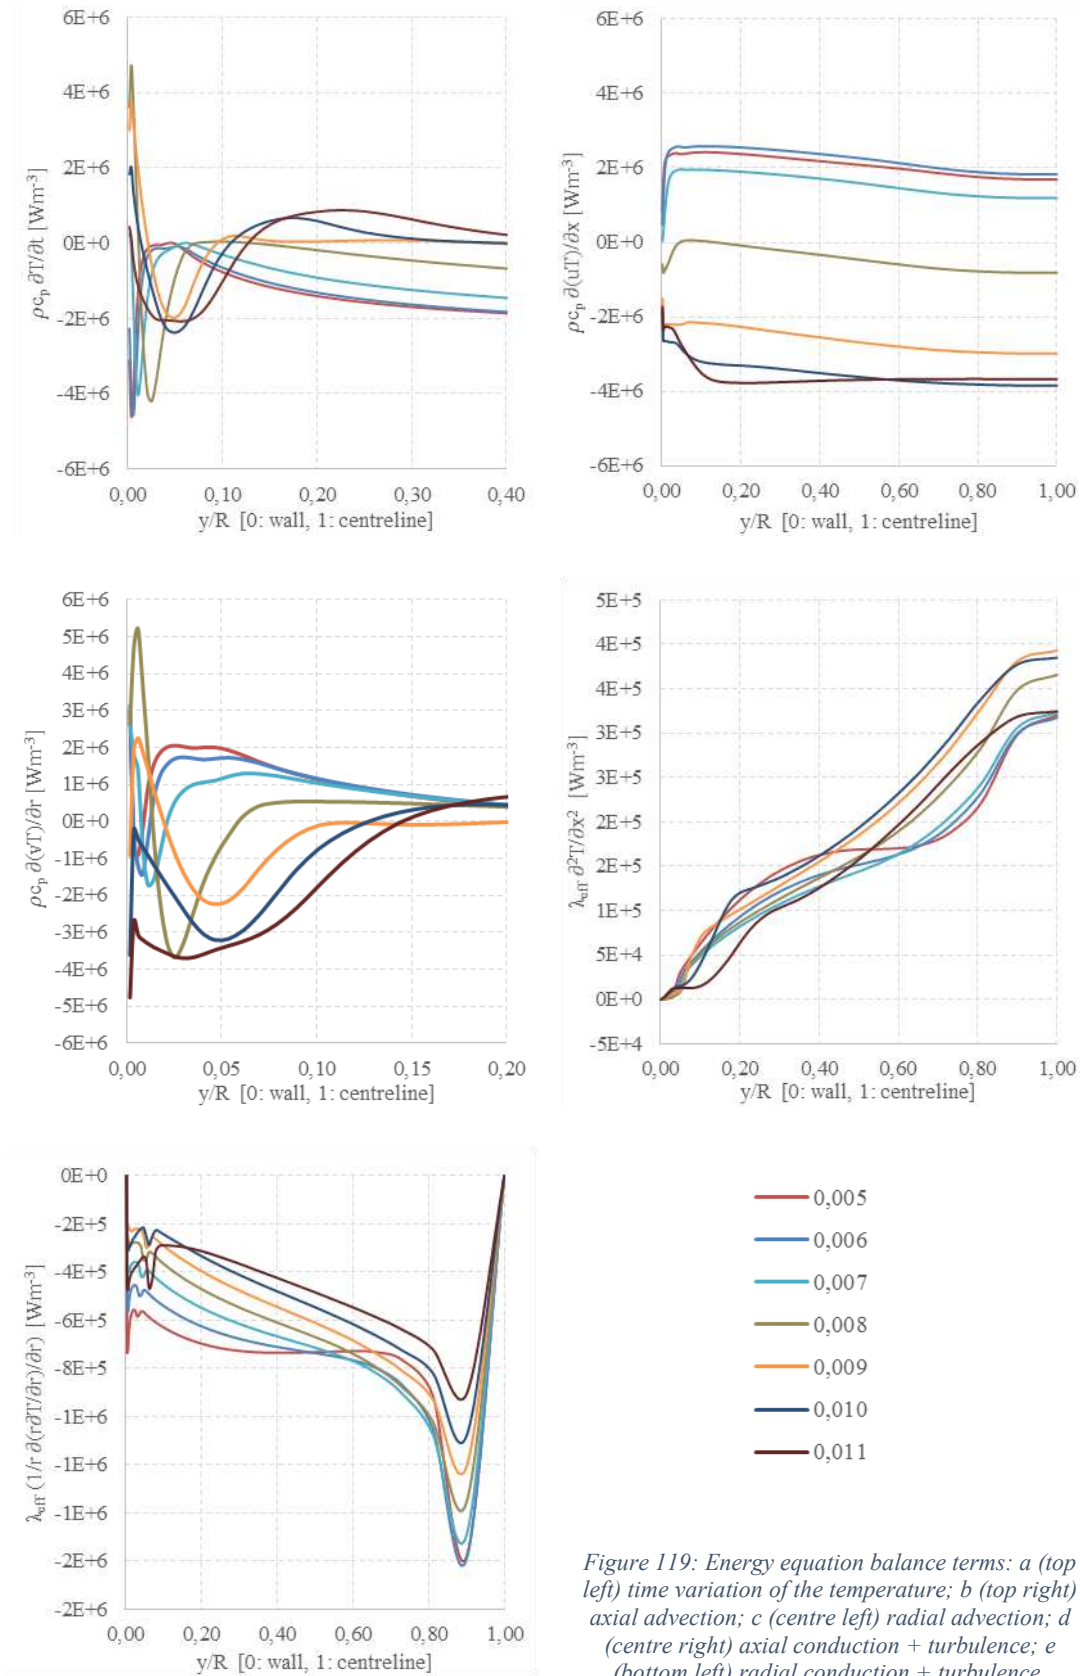 6E+6
4E+6
2E+6
0E+0
-2E+6
-4E+6
-6E+6
ρcp ∂T/∂t [Wm-3]
0,00 0,10 0,20 0,30 0,40
y/R [0: wall, 1: centreline]
6E+6
4E+6
2E+6
0E+0
-2E+6
-4E+6
-6E+6
ρcp ∂(uT)/∂x [Wm-3]
0,00 0,20 0,40 0,60 0,80 1,00
y/R [0: wall, 1: centreline]
6E+6
5E+6
4E+6
3E+6
2E+6
1E+6
0E+0
-1E+6
-2E+6
-3E+6
-4E+6
-5E+6
-6E+6
ρcp ∂(vT)/∂r [Wm-3]
0,00 0,05 0,10 0,15 0,20
y/R [0: wall, 1: centreline]
5E+5
4E+5
4E+5
3E+5
3E+5
2E+5
2E+5
1E+5
5E+4
0E+0
-5E+4
λeff ∂2T/∂x2 [Wm-3]
0,00 0,20 0,40 0,60 0,80 1,00
y/R [0: wall, 1: centreline]
0E+0
-2E+5
-4E+5
-6E+5
-8E+5
-1E+6
-1E+6
-1E+6
-2E+6
-2E+6
λeff (1/r ∂(r∂T/∂r)/∂r) [Wm-3]
0,00 0,20 0,40 0,60 0,80 1,00
y/R [0: wall, 1: centreline]
0,005
0,006
0,007
0,008
0,009
0,010
0,011
Figure 119: Energy equation balance terms: a (top
left) time variation of the temperature; b (top right)
axial advection; c (centre left) radial advection; d
(centre right) axial conduction + turbulence; e
(bottom left) radial conduction + turbulence